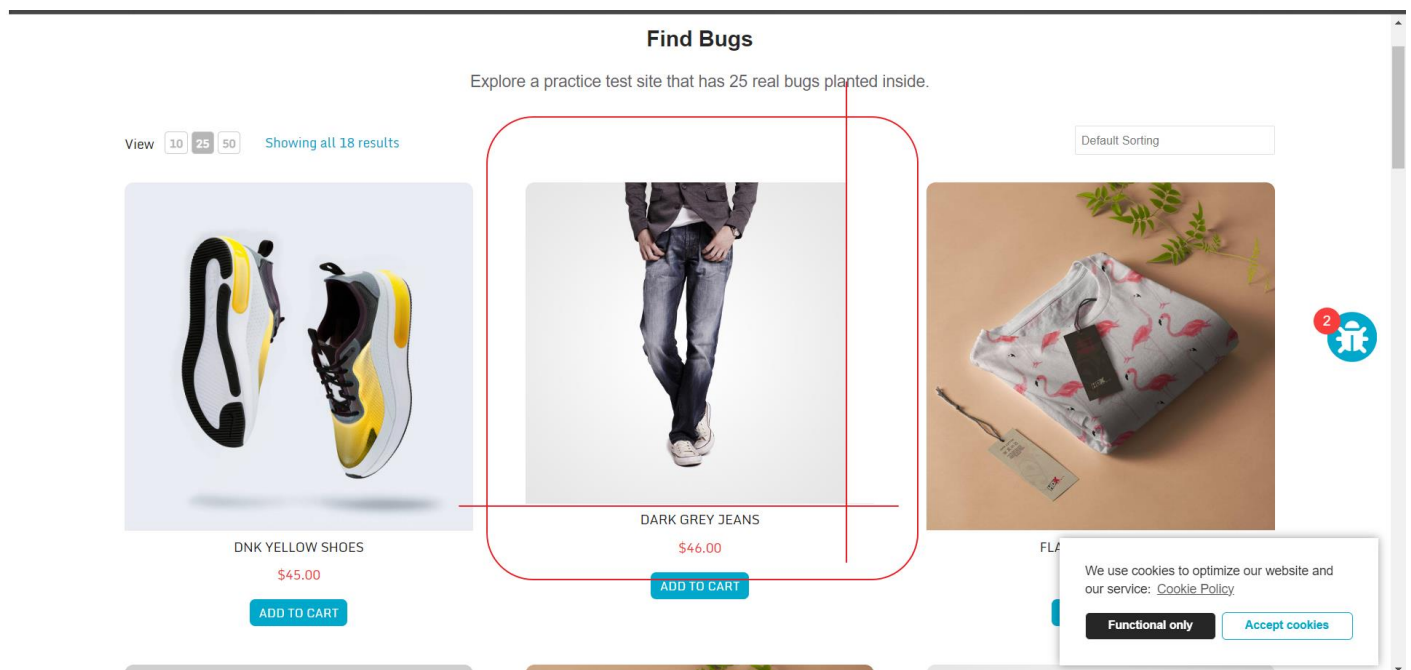 Find Bugs
Explore a practice test site that has 25 real bugs planted inside.
View 10 25 50 Showing all 18 results
Default Sorting
2
DNK YELLOW SHOES
$45.00
ADD TO CART
DARK GREY JEANS
$46.00
ADD TO CART
We use cookies to optimize our website and
our service: Cookie Policy
Functional only Accept cookies